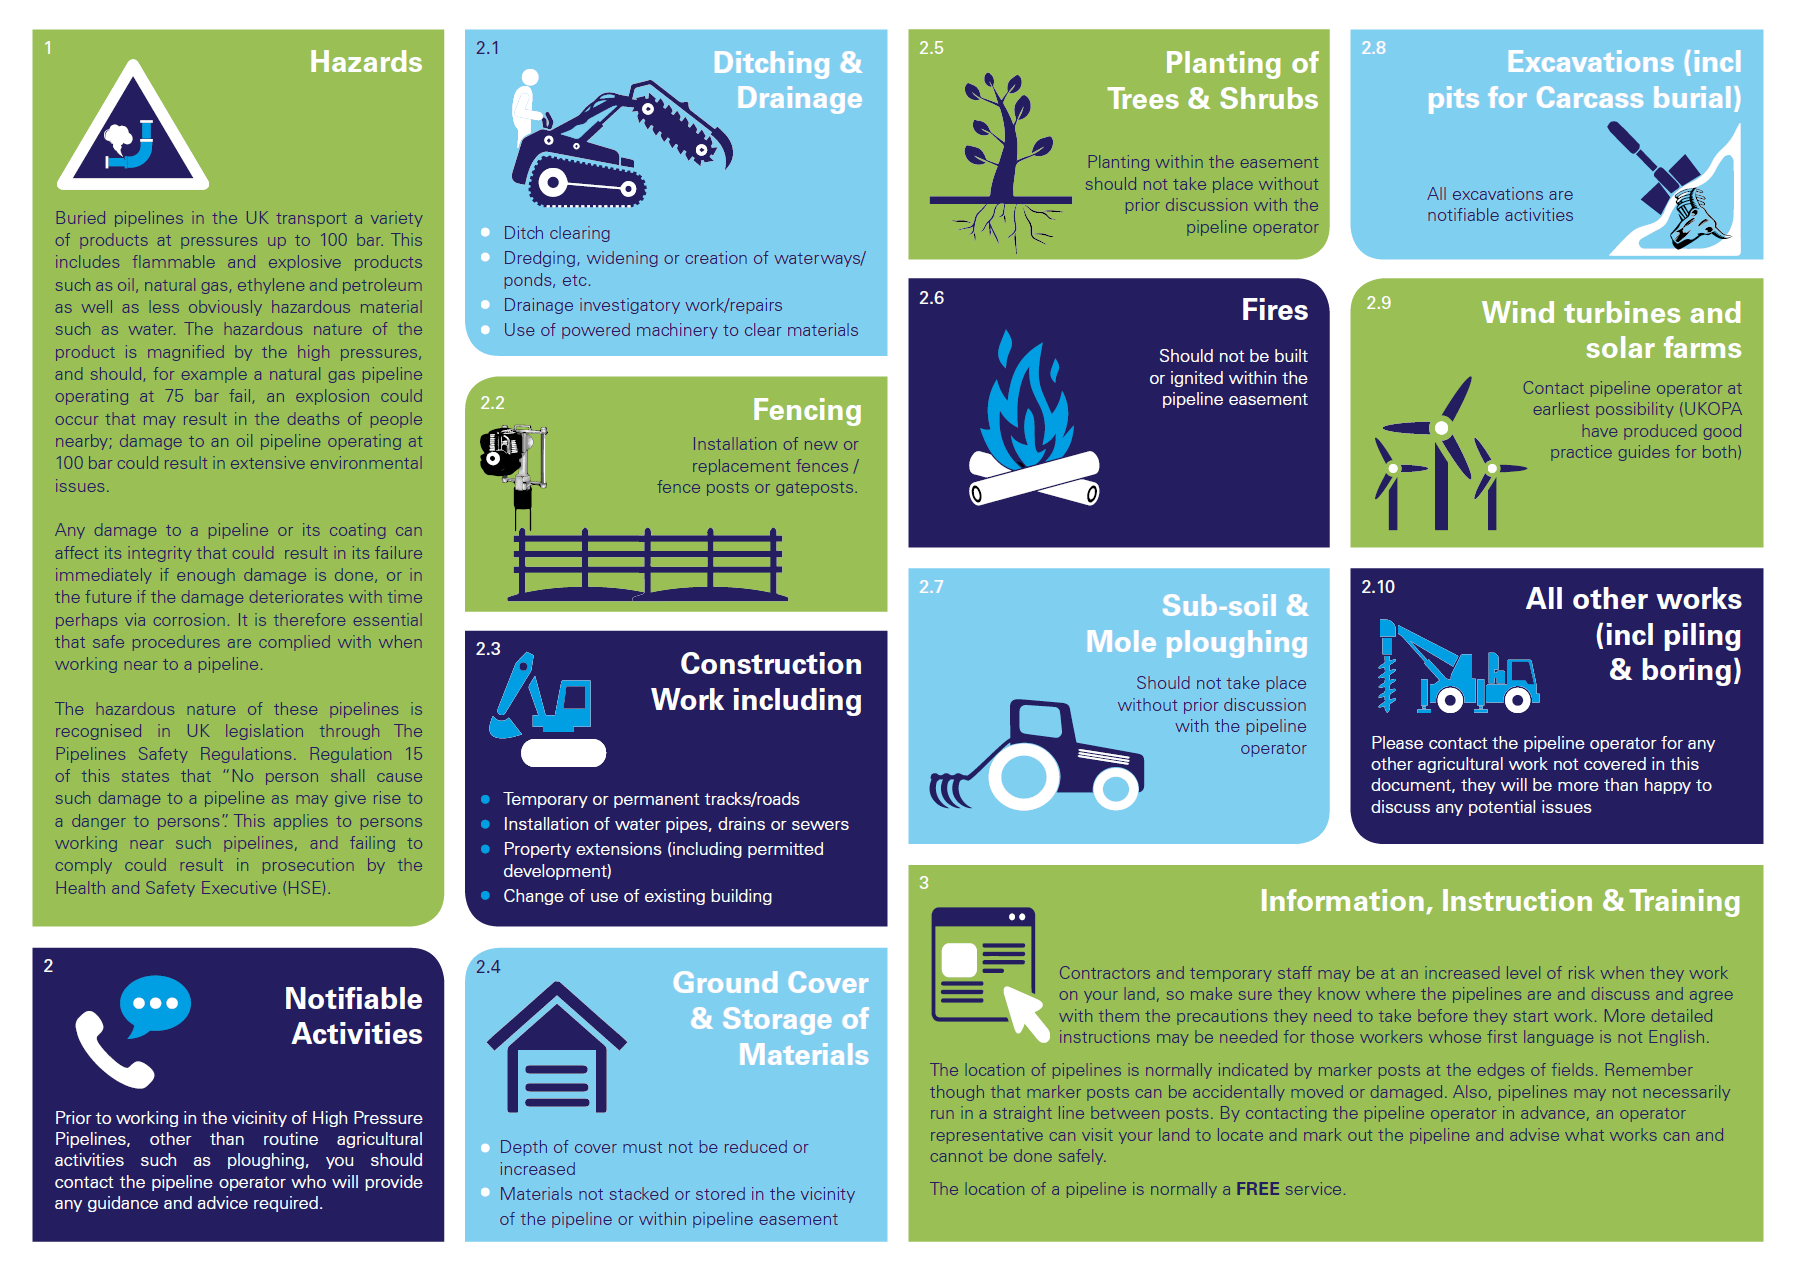 1
Hazards
Buried pipelines in the UK transport a variety
of products at pressures up to 100 bar. This
includes flammable and explosive products
such as oil, natural gas, ethylene and petroleum
as well as less obviously hazardous material
such as water. The hazardous nature of the
product is magnified by the high pressures,
and should, for example a natural gas pipeline
operating at 75 bar fail, an explosion could
occur that may result in the deaths of people
nearby; damage to an oil pipeline operating at
100 bar could result in extensive environmental
issues.
Any damage to a pipeline or its coating can
affect its integrity that could result in its failure
immediately if enough damage is done, or in
the future if the damage deteriorates with time
perhaps via corrosion. It is therefore essential
that safe procedures are complied with when
working near to a pipeline.
The hazardous nature of these pipelines is
recognised in UK legislation through The
Pipelines Safety Regulations. Regulation 15
of this states that “No person shall cause
such damage to a pipeline as may give rise to
a danger to persons”. This applies to persons
working near such pipelines, and failing to
comply could result in prosecution by the
Health and Safety Executive (HSE).
2
Notifiable
Activities
Prior to working in the vicinity of High Pressure
Pipelines, other than routine agricultural
activities such as ploughing, you should
contact the pipeline operator who will provide
any guidance and advice required.
2.1
Ditching &
Drainage
Ditch clearing
Dredging, widening or creation of waterways/
ponds, etc.
Drainage investigatory work/repairs
Use of powered machinery to clear materials
2.2
Fencing
Installation of new or
replacement fences /
fence posts or gateposts.
2.3
Construction
Work including
Temporary or permanent tracks/roads
Installation of water pipes, drains or sewers
Property extensions (including permitted
development)
Change of use of existing building
2.4
Ground Cover
& Storage of
Materials
Depth of cover must not be reduced or
increased
Materials not stacked or stored in the vicinity
of the pipeline or within pipeline easement
2.5
Planting of
Trees & Shrubs
Planting within the easement
should not take place without
prior discussion with the
pipeline operator
2.6
Fires
Should not be built
or ignited within the
pipeline easement
2.7
Sub-soil &
Mole ploughing
Should not take place
without prior discussion
with the pipeline
operator
2.8
Excavations (incl
pits for Carcass burial)
All excavations are
notifiable activities
2.9
Wind turbines and
solar farms
Contact pipeline operator at
earliest possibility (UKOPA
have produced good
practice guides for both)
2.10
All other works
(incl piling
& boring)
Please contact the pipeline operator for any
other agricultural work not covered in this
document, they will be more than happy to
discuss any potential issues
3
Information, Instruction & Training
Contractors and temporary staff may be at an increased level of risk when they work
on your land, so make sure they know where the pipelines are and discuss and agree
with them the precautions they need to take before they start work. More detailed
instructions may be needed for those workers whose first language is not English.
The location of pipelines is normally indicated by marker posts at the edges of fields. Remember
though that marker posts can be accidentally moved or damaged. Also, pipelines may not necessarily
run in a straight line between posts. By contacting the pipeline operator in advance, an operator
representative can visit your land to locate and mark out the pipeline and advise what works can and
cannot be done safely.
The location of a pipeline is normally a FREE service.